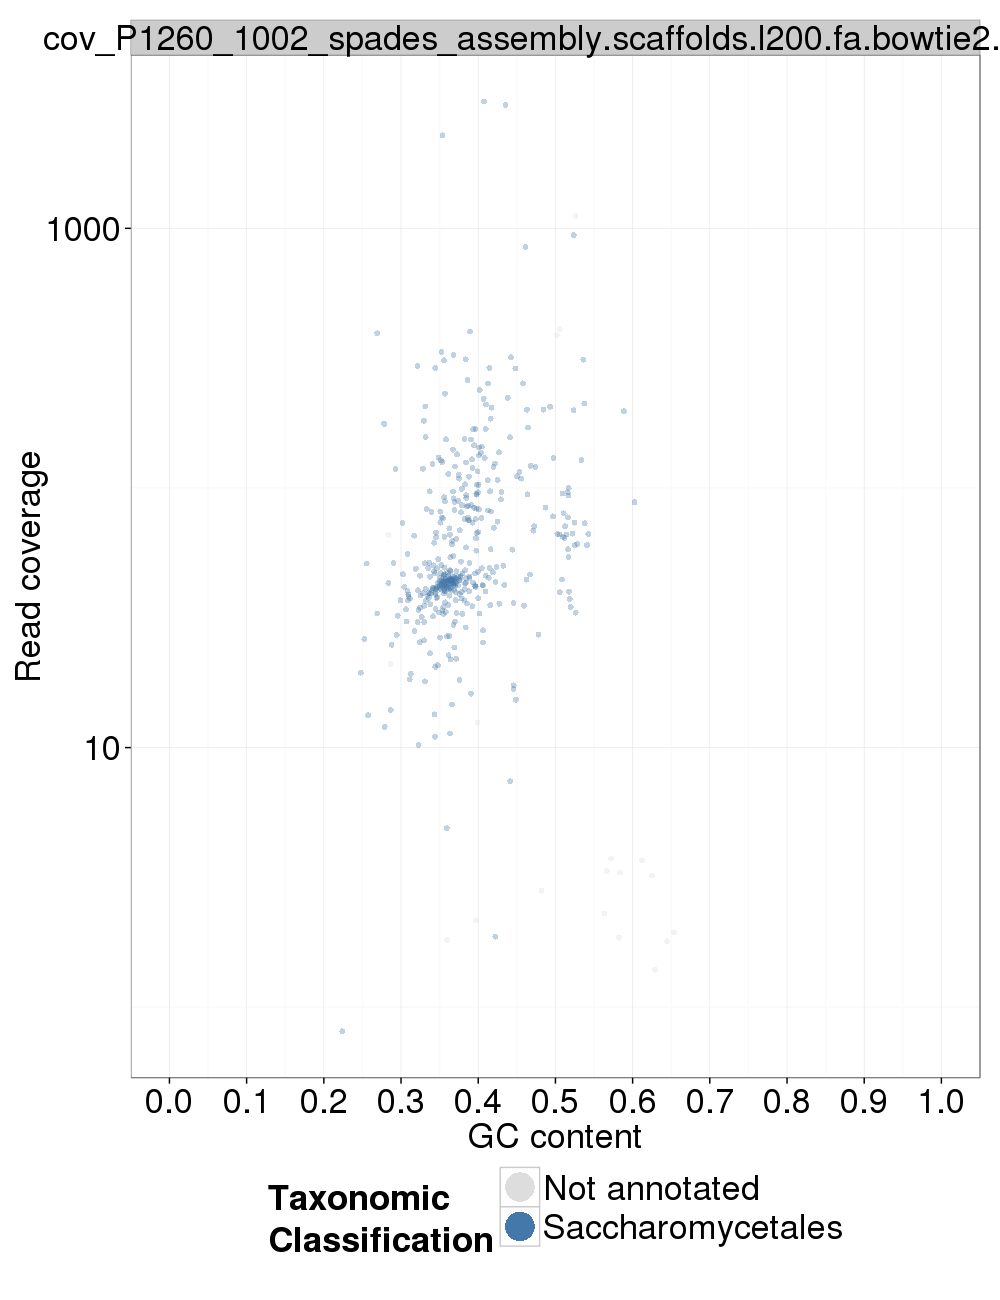 cov_P1260_1002_spades_assembly.scaffolds.l200.fa.bowtie2.
1000
10
Read coverage
0.0 0.1 0.2 0.3 0.4 0.5 0.6 0.7 0.8 0.9 1.0
GC content
Taxonomic
Classification
Not annotated
Saccharomycetales